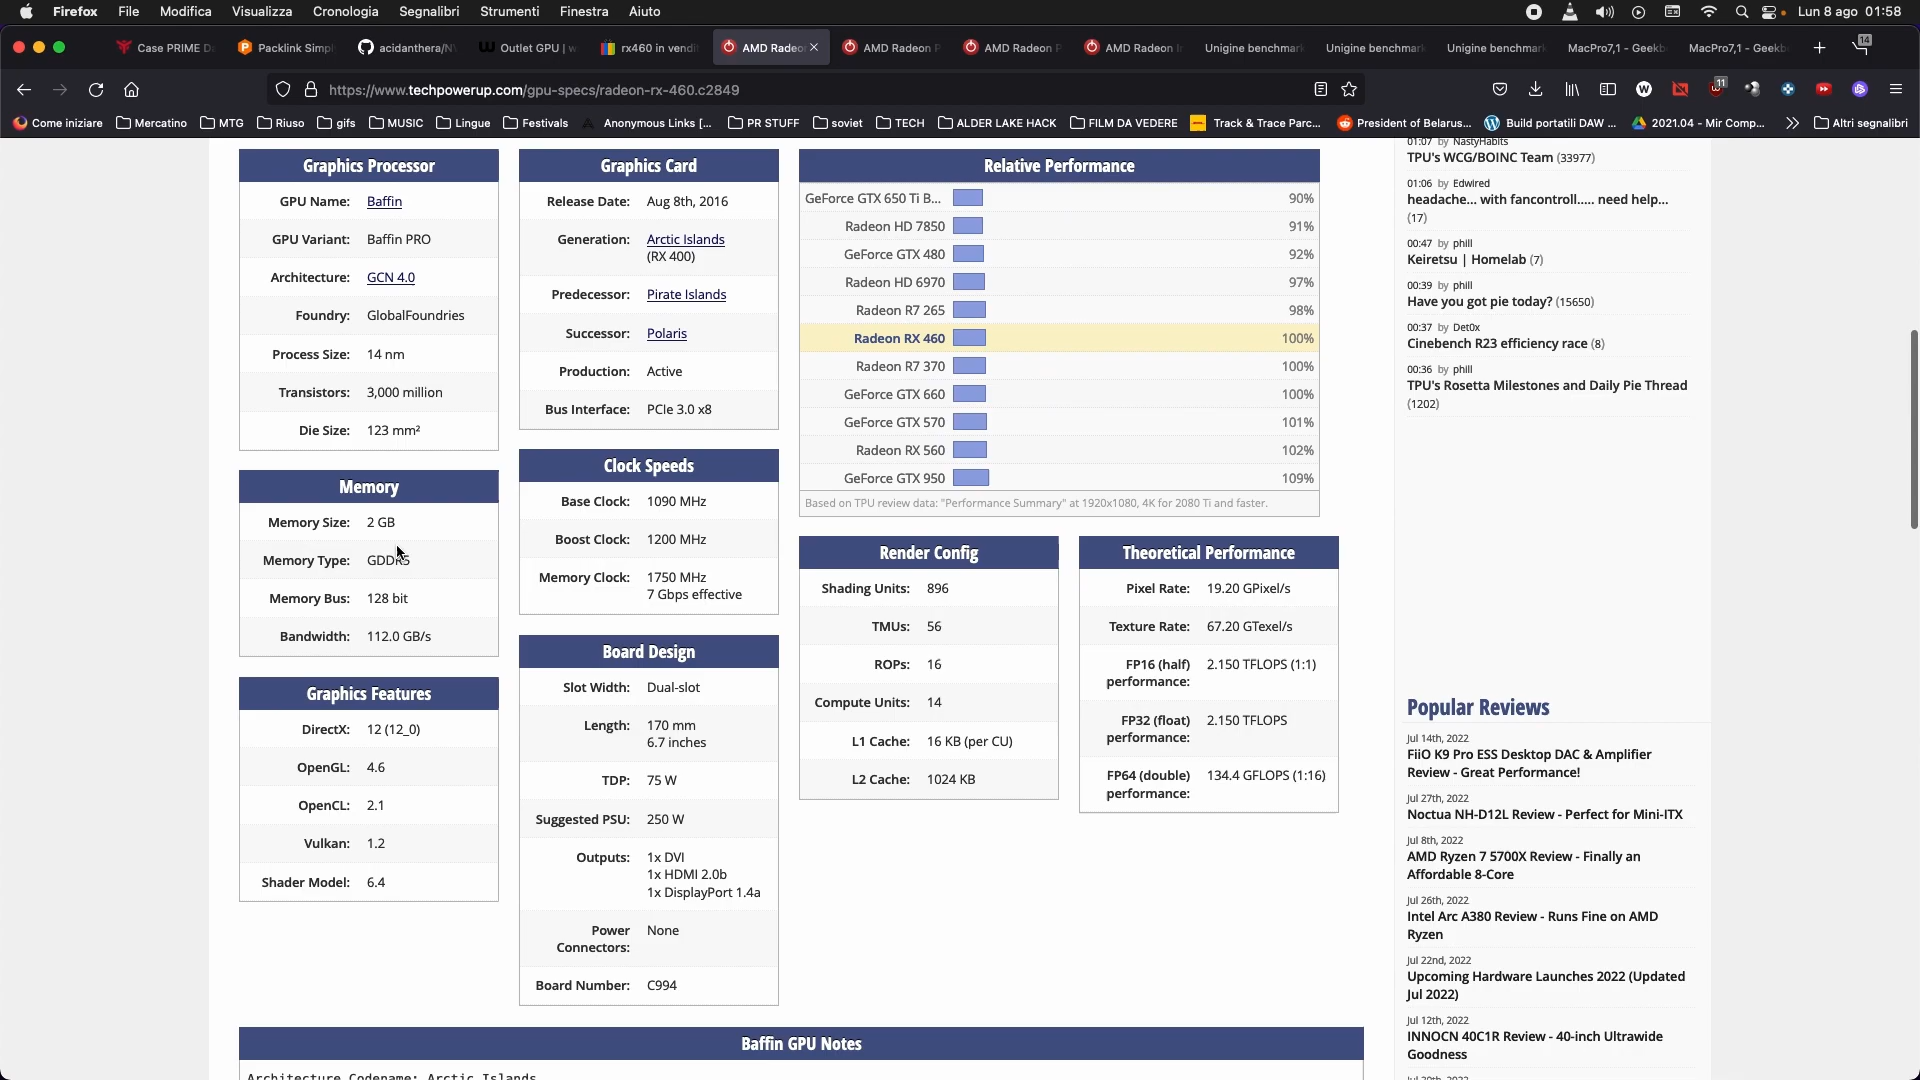 Firefox File Modifica Visualizza Cronologia Segnalibri Strumenti Finestra Aiuto Lun 8 ago 01:58
Case PRIME D Packlink Simpl acidanthera/N Outlet GPU | w rx460 in vendi AMD Radeo AMD Radeon P AMD Radeon P AMD Radeon I Unigine benchmar Unigine benchmar Unigine benchmar MacPro7,1 - Geekb MacPro7,1 - Geekb 14
https://www.techpowerup.com/gpu-specs/radeon-rx-460.c2849 11
Come iniziare Mercatino MTG Riuso gifs MUSIC Lingue Festivals Anonymous Links [... PR STUFF soviet TECH ALDER LAKE HACK FILM DA VEDERE Track & Trace Parc... President of Belarus... Build portatili DAW ... 2021.04 - Mir Comp... Altri segnalibri
Graphics Processor
GPU Name: Baffin
GPU Variant: Baffin PRO
Architecture: GCN 4.0
Foundry: GlobalFoundries
Process Size: 14 nm
Transistors: 3,000 million
Die Size: 123 mm²
Memory
Memory Size: 2 GB
Memory Type: GDDR5
Memory Bus: 128 bit
Bandwidth: 112.0 GB/s
Graphics Features
DirectX: 12 (12_0)
OpenGL: 4.6
OpenCL: 2.1
Vulkan: 1.2
Shader Model: 6.4
Graphics Card
Release Date: Aug 8th, 2016
Generation: Arctic Islands
(RX 400)
Predecessor: Pirate Islands
Successor: Polaris
Production: Active
Bus Interface: PCIe 3.0 x8
Clock Speeds
Base Clock: 1090 MHz
Boost Clock: 1200 MHz
Memory Clock: 1750 MHz
7 Gbps effective
Board Design
Slot Width: Dual-slot
Length: 170 mm
6.7 inches
TDP: 75 W
Suggested PSU: 250 W
Outputs: 1x DVI
1x HDMI 2.0b
1x DisplayPort 1.4a
Power Connectors: None
Board Number: C994
Relative Performance
GeForce GTX 650 Ti B... 90%
Radeon HD 7850 91%
GeForce GTX 480 92%
Radeon HD 6970 97%
Radeon R7 265 98%
Radeon RX 460 100%
Radeon R7 370 100%
GeForce GTX 660 100%
GeForce GTX 570 101%
Radeon RX 560 102%
GeForce GTX 950 109%
Based on TPU review data: "Performance Summary" at 1920x1080, 4K for 2080 Ti and faster.
Render Config
Shading Units: 896
TMUs: 56
ROPs: 16
Compute Units: 14
L1 Cache: 16 KB (per CU)
L2 Cache: 1024 KB
Theoretical Performance
Pixel Rate: 19.20 GPixel/s
Texture Rate: 67.20 GTexel/s
FP16 (half) performance: 2.150 TFLOPS (1:1)
FP32 (float) performance: 2.150 TFLOPS
FP64 (double) performance: 134.4 GFLOPS (1:16)
Baffin GPU Notes
Architecture Codename: Arctic Islands
01:07 by NastyHabits
TPU's WCG/BOINC Team (33977)
01:06 by Edwired
headache... with fancontroll..... need help...
(17)
00:47 by phill
Keiretsu | Homelab (7)
00:39 by phill
Have you got pie today? (15650)
00:37 by Det0x
Cinebench R23 efficiency race (8)
00:36 by phill
TPU's Rosetta Milestones and Daily Pie Thread
(1202)
Popular Reviews
Jul 14th, 2022
FiiO K9 Pro ESS Desktop DAC & Amplifier
Review - Great Performance!
Jul 27th, 2022
Noctua NH-D12L Review - Perfect for Mini-ITX
Jul 8th, 2022
AMD Ryzen 7 5700X Review - Finally an
Affordable 8-Core
Jul 26th, 2022
Intel Arc A380 Review - Runs Fine on AMD
Ryzen
Jul 22nd, 2022
Upcoming Hardware Launches 2022 (Updated
Jul 2022)
Jul 12th, 2022
INNOCN 40C1R Review - 40-inch Ultrawide
Goodness